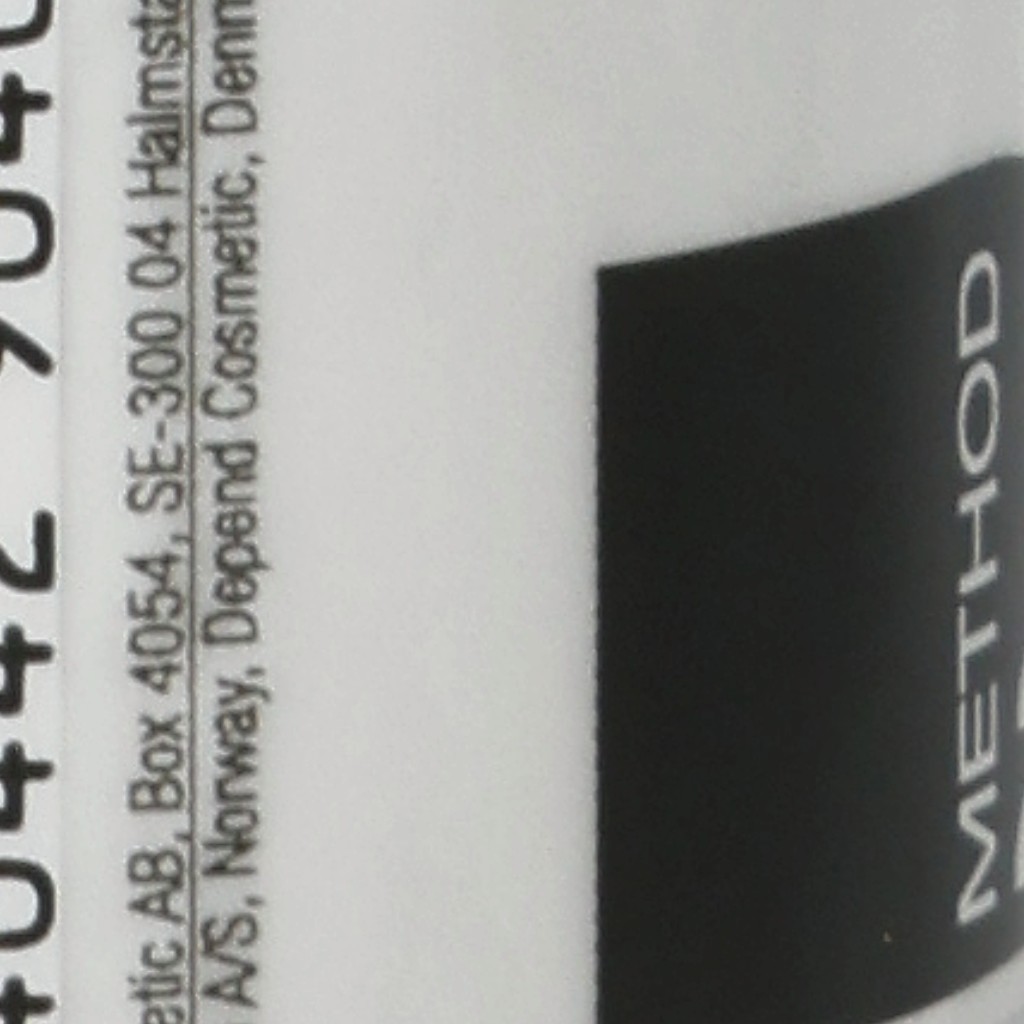 etic AB, Box 4054, SE-300 04 Halmsta
A/S, Norway, Depend Cosmetic, Denm
METHOD